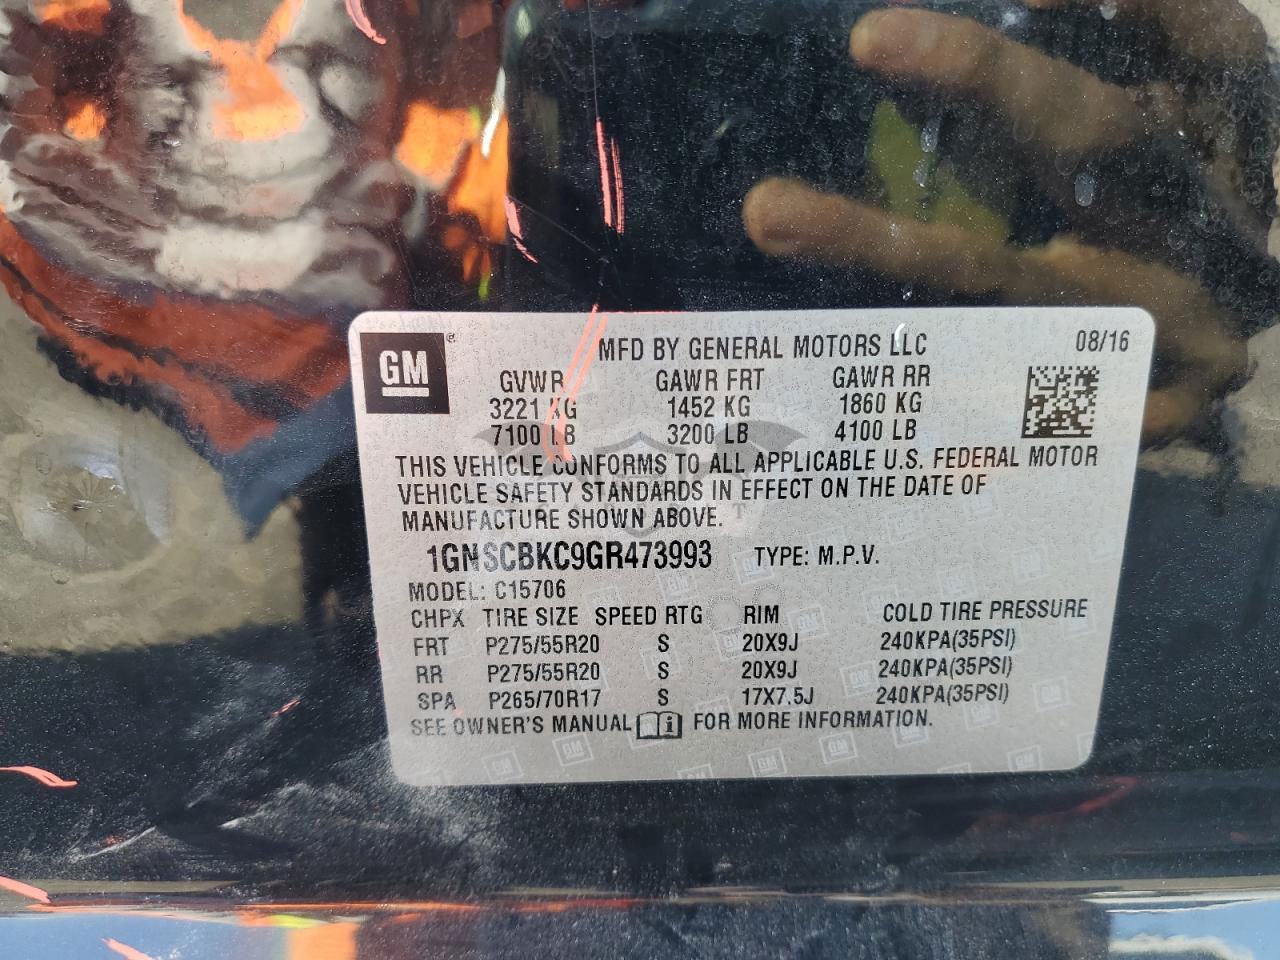 GM
MFD BY GENERAL MOTORS LLC 08/16
GVWR GAWR FRT GAWR RR
3221 KG 1452 KG 1860 KG
7100 LB 3200 LB 4100 LB
THIS VEHICLE CONFORMS TO ALL APPLICABLE U.S. FEDERAL MOTOR
VEHICLE SAFETY STANDARDS IN EFFECT ON THE DATE OF
MANUFACTURE SHOWN ABOVE.
1GNSCBKC9GR473993 TYPE: M.P.V.
MODEL: C15706
CHPX TIRE SIZE SPEED RTG RIM COLD TIRE PRESSURE
FRT P275/55R20 S 20X9J 240KPA(35PSI)
RR P275/55R20 S 20X9J 240KPA(35PSI)
SPA P265/70R17 S 17X7.5J 240KPA(35PSI)
SEE OWNER'S MANUAL FOR MORE INFORMATION.